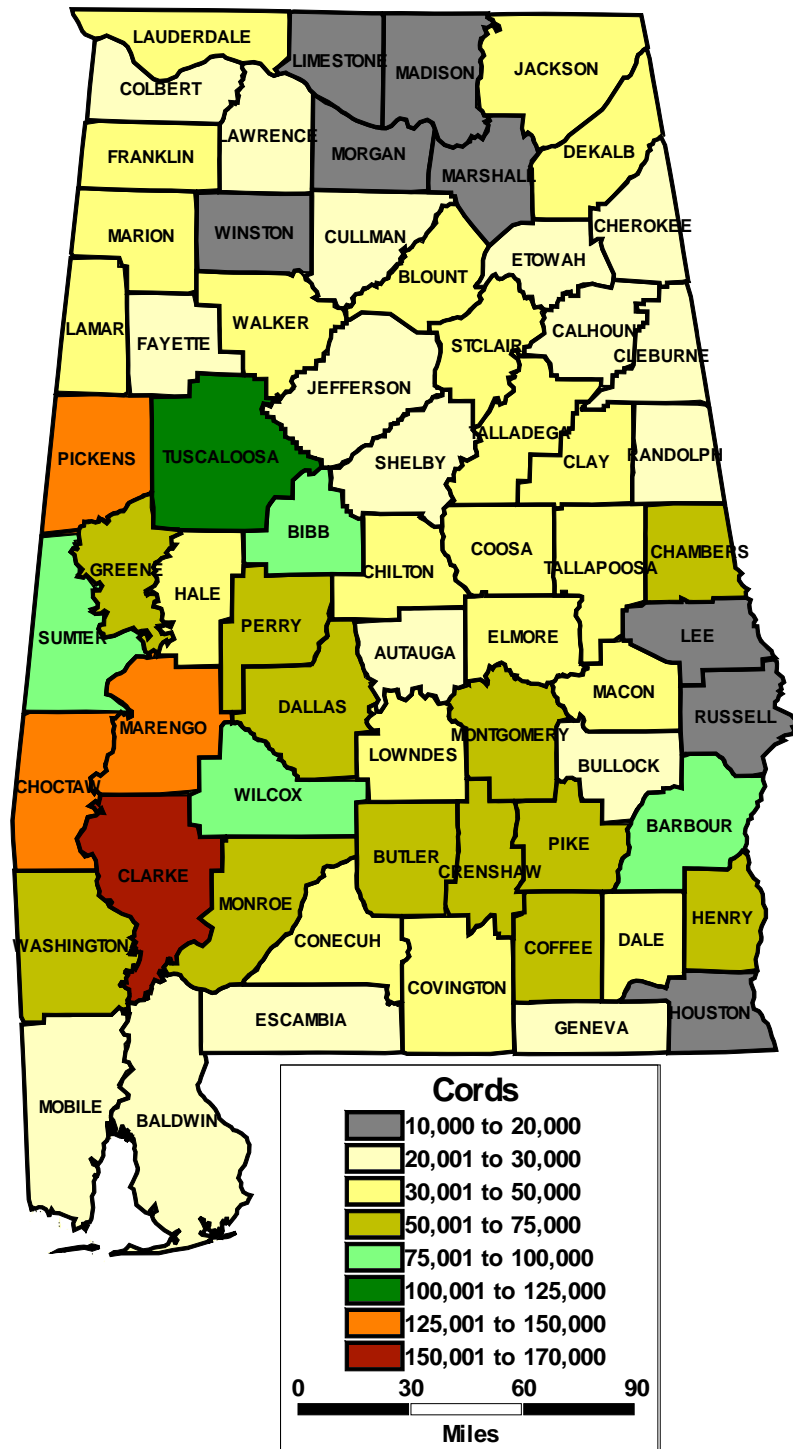 LAUDERDALE
LIMESTONE
MADISON
JACKSON
COLBERT
LAWRENCE
FRANKLIN
MORGAN
DEKALB
MARSHALL
MARION
WINSTON
CULLMAN
CHEROKEE
ETOWAH
BLOUNT
LAMAR
WALKER
FAYETTE
STCLAIR
CALHOUN
CLEBURNE
JEFFERSON
PICKENS
TUSCALOOSA
TALLADEGA
SHELBY
CLAY
RANDOLPH
BIBB
GREENE
HALE
CHILTON
COOSA
TALLAPOOSA
CHAMBERS
SUMTER
PERRY
AUTAUGA
ELMORE
LEE
MARENGO
DALLAS
MACON
RUSSELL
CHOCTAW
LOWNDES
MONTGOMERY
BULLOCK
WILCOX
BARBOUR
CLARKE
BUTLER
CRENSHAW
PIKE
MONROE
WASHINGTON
CONECUH
COFFEE
DALE
HENRY
COVINGTON
ESCAMBIA
GENEVA
HOUSTON
MOBILE
BALDWIN
Cords
10,000 to 20,000
20,001 to 30,000
30,001 to 50,000
50,001 to 75,000
75,001 to 100,000
100,001 to 125,000
125,001 to 150,000
150,001 to 170,000
0 30 60 90
Miles